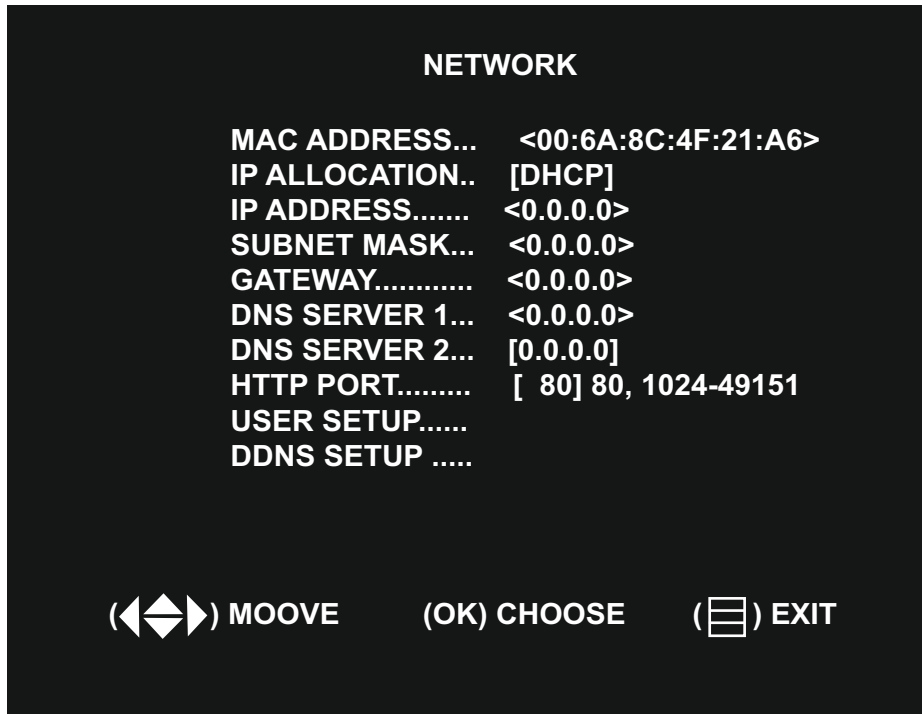 NETWORK
MAC ADDRESS... <00:6A:8C:4F:21:A6>
IP ALLOCATION.. [DHCP]
IP ADDRESS....... <0.0.0.0>
SUBNET MASK... <0.0.0.0>
GATEWAY............ <0.0.0.0>
DNS SERVER 1... <0.0.0.0>
DNS SERVER 2... [0.0.0.0]
HTTP PORT......... [ 80] 80, 1024-49151
USER SETUP......
DDNS SETUP .....
( ) MOOVE (OK) CHOOSE ( ) EXIT